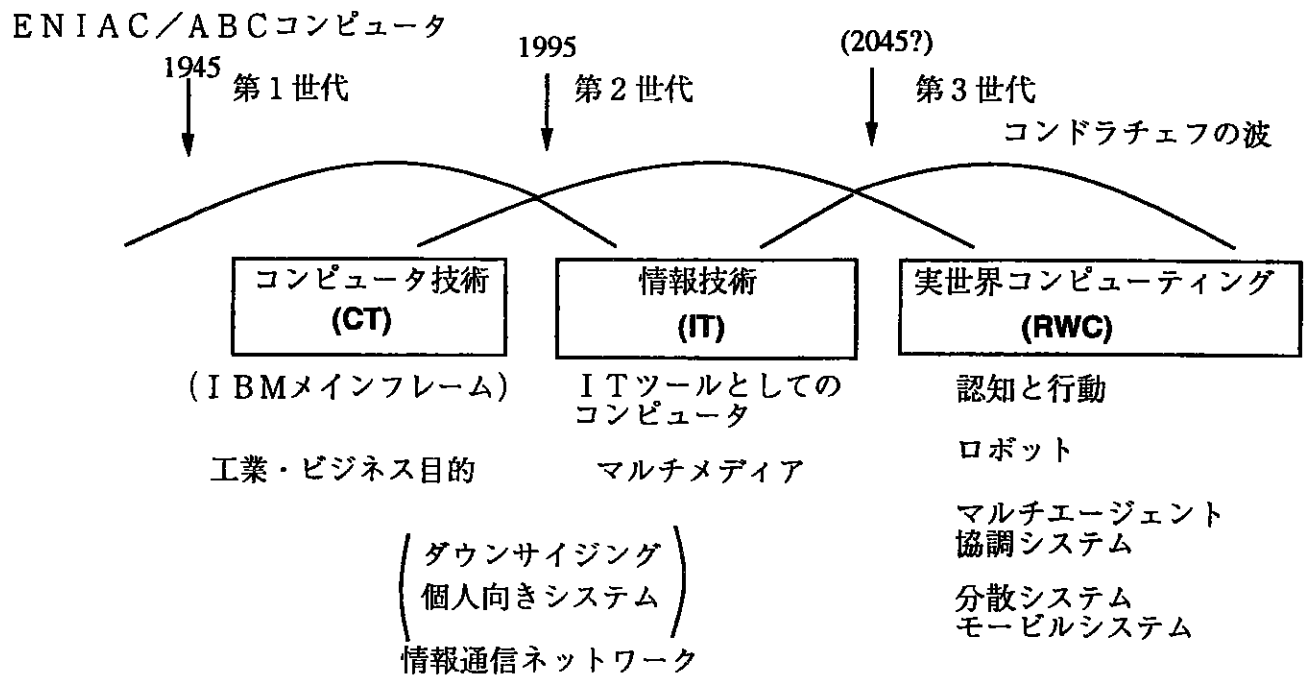 ＥＮＩＡＣ／ＡＢＣコンピュータ
1945
第１世代
1995
第２世代
(2045?)
第３世代
コンドラチェフの波
コンピュータ技術
(CT)
情報技術
(IT)
実世界コンピューティング
(RWC)
(ＩＢＭメインフレーム)
工業・ビジネス目的
ＩＴツールとしての
コンピュータ
マルチメディア
ダウンサイジング
個人向きシステム
情報通信ネットワーク
認知と行動
ロボット
マルチエージェント
協調システム
分散システム
モービルシステム